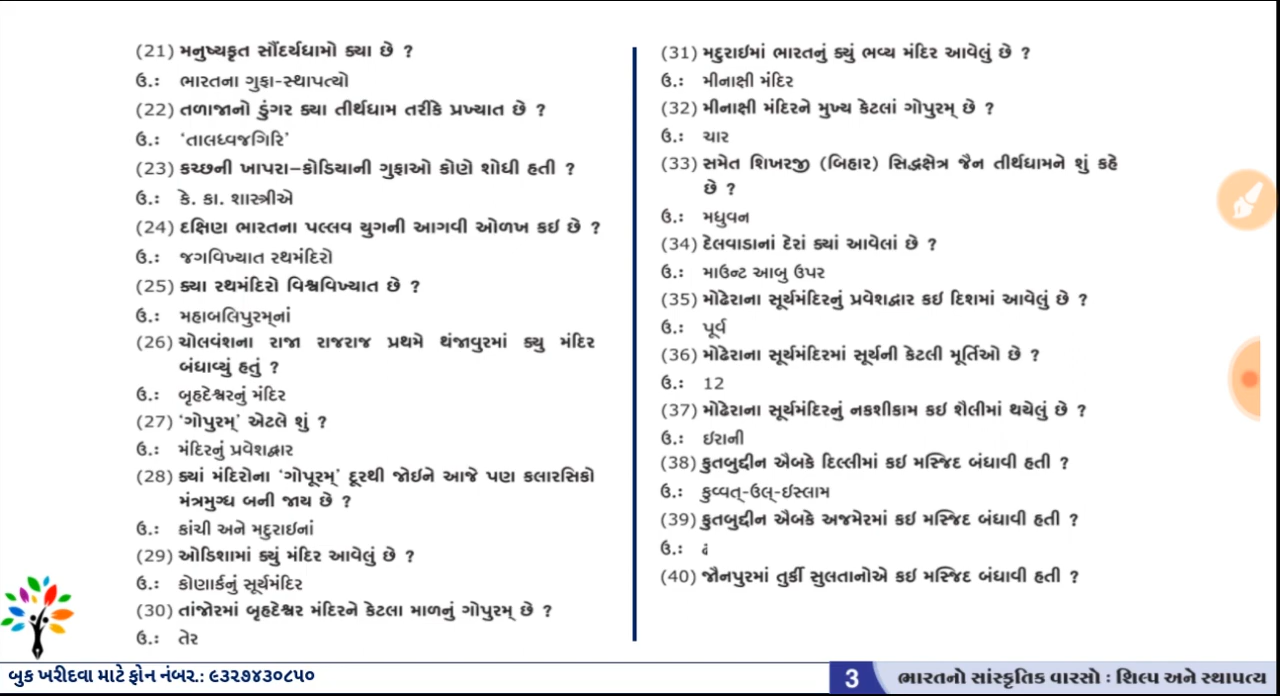 (21) મનુષ્યકૃત સૌંદર્યધામો ક્યા છે ?
ઉ.: ભારતના ગુફા-સ્થાપત્યો
(22) તળાજાનો ડુંગર ક્યા તીર્થધામ તરીકે પ્રખ્યાત છે ?
ઉ.: 'તાલધ્વજગિરિ'
(23) કચ્છની ખાપરા-કોડિયાની ગુફાઓ કોણે શોધી હતી ?
ઉ.: કે. કા. શાસ્ત્રીએ
(24) દક્ષિણ ભારતના પલ્લવ યુગની આગવી ઓળખ કઈ છે ?
ઉ.: જગવિખ્યાત રથમંદિરો
(25) ક્યા રથમંદિરો વિશ્વવિખ્યાત છે ?
ઉ.: મહાબલિપુરમ્‌નાં
(26) ચોલવંશના રાજા રાજરાજ પ્રથમે થંજાવુરમાં ક્યુ મંદિર
બંધાવ્યું હતું ?
ઉ.: બૃહદેશ્વરનું મંદિર
(27) 'ગોપુરમ્' એટલે શું ?
ઉ.: મંદિરનું પ્રવેશદ્વાર
(28) ક્યાં મંદિરોના 'ગોપૂરમ્' દૂરથી જોઈને આજે પણ કલારસિકો
મંત્રમુગ્ધ બની જાય છે ?
ઉ.: કાંચી અને મદુરાઈનાં
(29) ઓડિશામાં ક્યું મંદિર આવેલું છે ?
ઉ.: કોણાર્કનું સૂર્યમંદિર
(30) તાંજોરમાં બૃહદેશ્વર મંદિરને કેટલા માળનું ગોપુરમ્ છે ?
ઉ.: તેર
(31) મદુરાઈમાં ભારતનું ક્યું ભવ્ય મંદિર આવેલું છે ?
ઉ.: મીનાક્ષી મંદિર
(32) મીનાક્ષી મંદિરને મુખ્ય કેટલાં ગોપુરમ્ છે ?
ઉ.: ચાર
(33) સમેત શિખરજી (બિહાર) સિદ્ધક્ષેત્ર જૈન તીર્થધામને શું કહે
છે ?
ઉ.: મધુવન
(34) દેલવાડાનાં દેરાં ક્યાં આવેલાં છે ?
ઉ.: માઉન્ટ આબુ ઉપર
(35) મોઢેરાના સૂર્યમંદિરનું પ્રવેશદ્વાર કઈ દિશમાં આવેલું છે ?
ઉ.: પૂર્વ
(36) મોઢેરાના સૂર્યમંદિરમાં સૂર્યની કેટલી મૂર્તિઓ છે ?
ઉ.: 12
(37) મોઢેરાના સૂર્યમંદિરનું નકશીકામ કઈ શૈલીમાં થયેલું છે ?
ઉ.: ઈરાની
(38) કુતબુદ્દીન ઐબકે દિલ્લીમાં કઈ મસ્જિદ બંધાવી હતી ?
ઉ.: કુવ્વત્-ઉલ્-ઈસ્લામ
(39) કુતબુદ્દીન ઐબકે અજમેરમાં કઈ મસ્જિદ બંધાવી હતી ?
ઉ.:
(40) જૌનપુરમાં તુર્કી સુલતાનોએ કઈ મસ્જિદ બંધાવી હતી ?
બુક ખરીદવા માટે ફોન નંબર.: ૯૩૨૭૪૩૦૮૫૦
3 ભારતનો સાંસ્કૃતિક વારસો : શિલ્પ અને સ્થાપત્ય